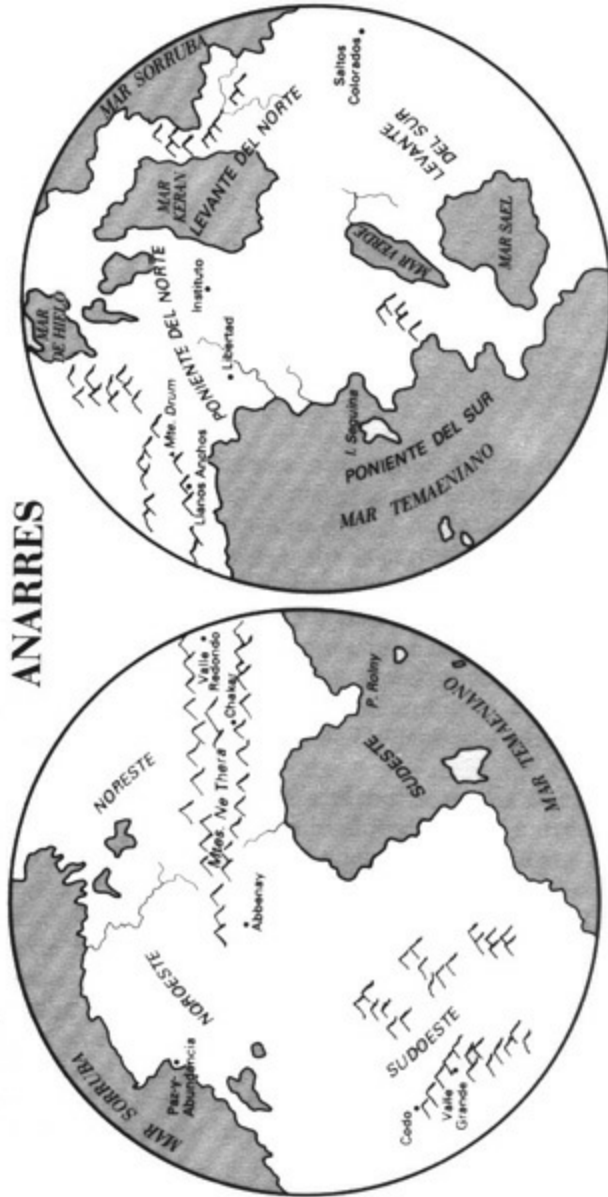 ANARRES
MAR SORRUBA
NOROESTE
NORESTE
Paz y
Abundancia
Mtes. Ne Thera
Valle
Redondo
Chakar
Abbenay
SUDESTE
P. Rolny
MAR TEMAENIANO
SUDOESTE
Codo
Valle
Grande
MAR
DE HIELO
MAR SORRUBA
MAR
KERAN
LEVANTE DEL NORTE
PONIENTE DEL NORTE
Mte. Drum
Llanos Anchos
Instituto
Libertad
Saltos
Colorados
LEVANTE
DEL SUR
MAR VERDE
MAR SAEL
I. Seguina
PONIENTE DEL SUR
MAR TEMAENIANO